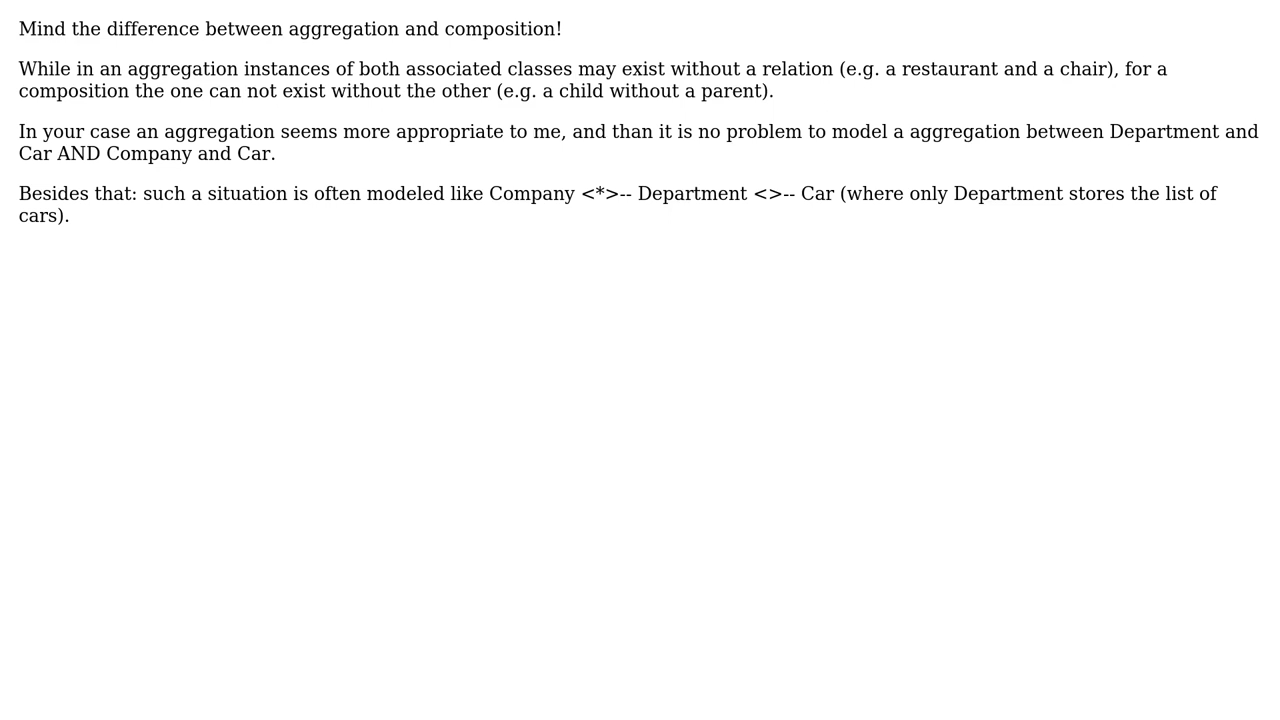 Mind the difference between aggregation and composition!
While in an aggregation instances of both associated classes may exist without a relation (e.g. a restaurant and a chair), for a
composition the one can not exist without the other (e.g. a child without a parent).
In your case an aggregation seems more appropriate to me, and than it is no problem to model a aggregation between Department and
Car AND Company and Car.
Besides that: such a situation is often modeled like Company <*>-- Department <>-- Car (where only Department stores the list of
cars).